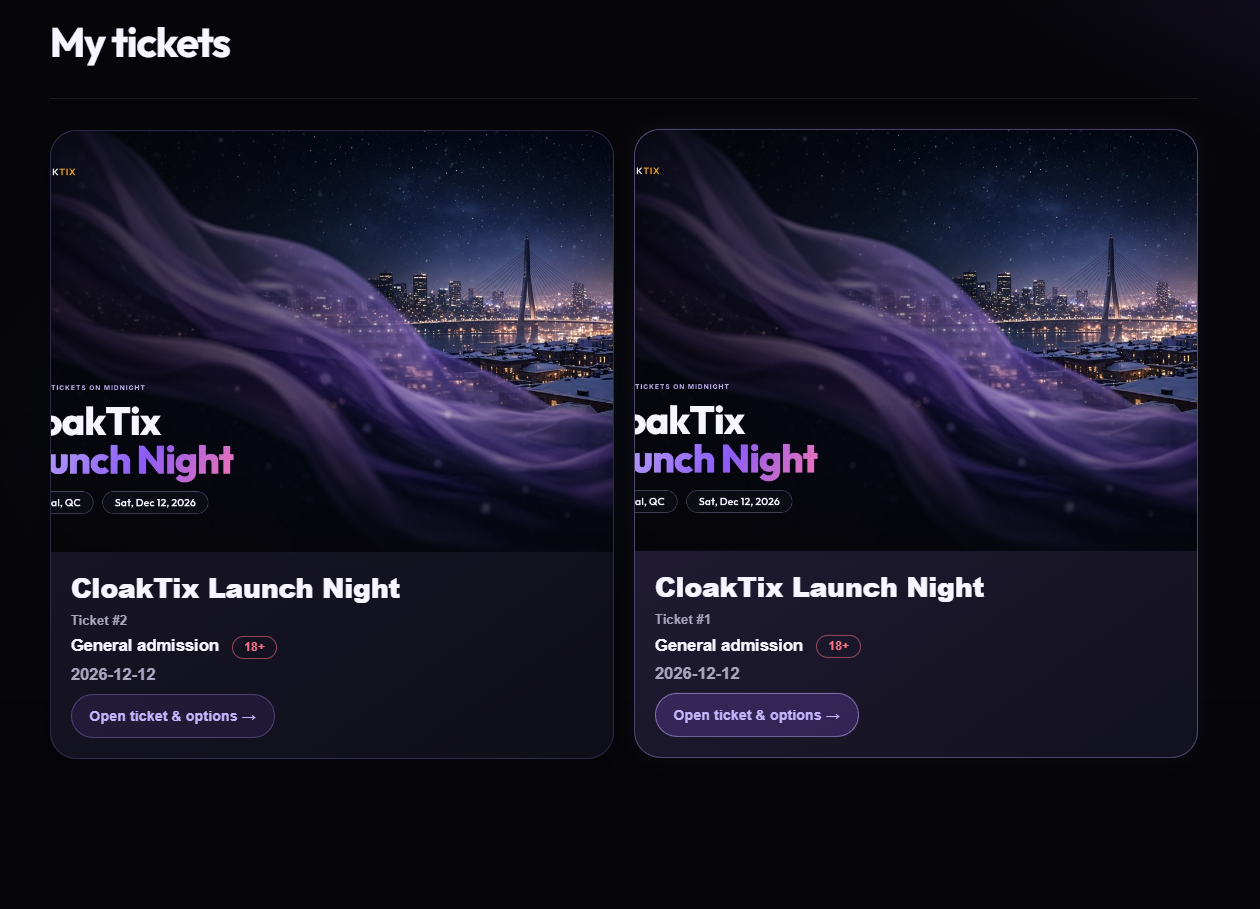 My tickets
KTIX
TICKETS ON MIDNIGHT
oakTix
unch Night
al, QC
Sat, Dec 12, 2026
CloakTix Launch Night
Ticket #2
General admission
18+
2026-12-12
Open ticket & options →
KTIX
TICKETS ON MIDNIGHT
oakTix
unch Night
al, QC
Sat, Dec 12, 2026
CloakTix Launch Night
Ticket #1
General admission
18+
2026-12-12
Open ticket & options →